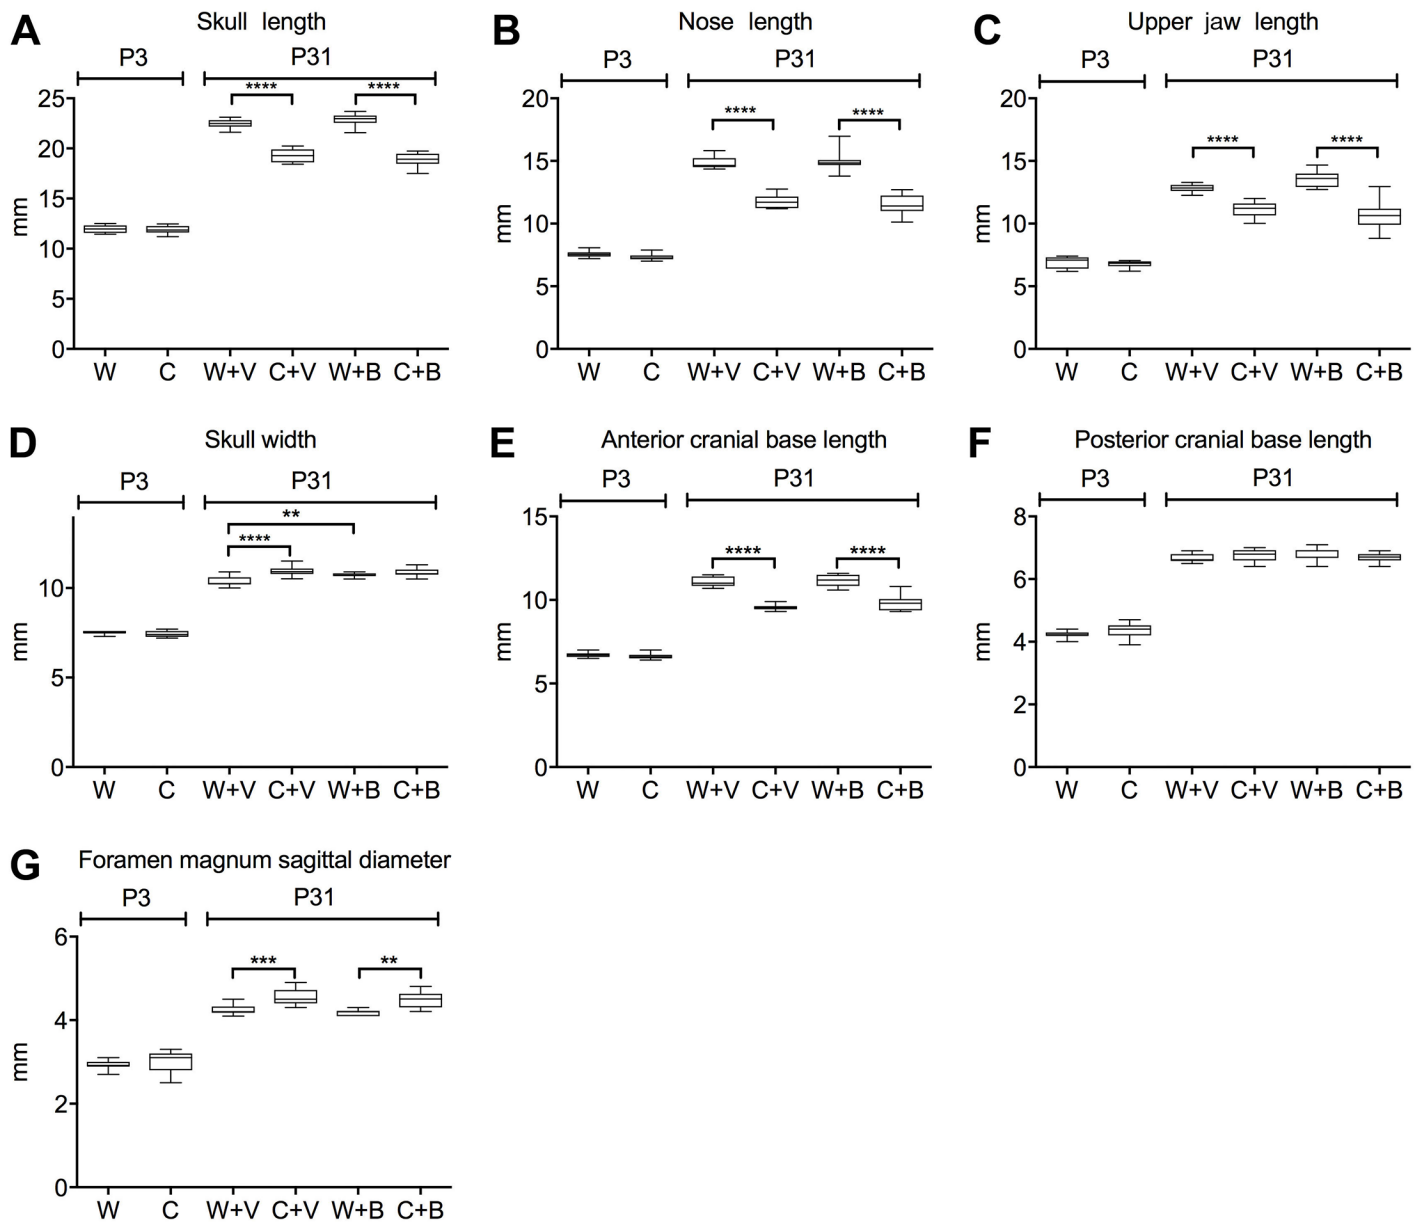 A Skull length
P3 P31
**** ****
25
20
15
10
5
0
mm
W C W+V C+V W+B C+B
B Nose length
P3 P31
**** ****
20
15
10
5
0
mm
W C W+V C+V W+B C+B
C Upper jaw length
P3 P31
**** ****
20
15
10
5
0
mm
W C W+V C+V W+B C+B
D Skull width
P3 P31
**
****
10
5
0
mm
W C W+V C+V W+B C+B
E Anterior cranial base length
P3 P31
**** ****
15
10
5
0
mm
W C W+V C+V W+B C+B
F Posterior cranial base length
P3 P31
8
6
4
2
0
mm
W C W+V C+V W+B C+B
G Foramen magnum sagittal diameter
P3 P31
*** **
6
4
2
0
mm
W C W+V C+V W+B C+B